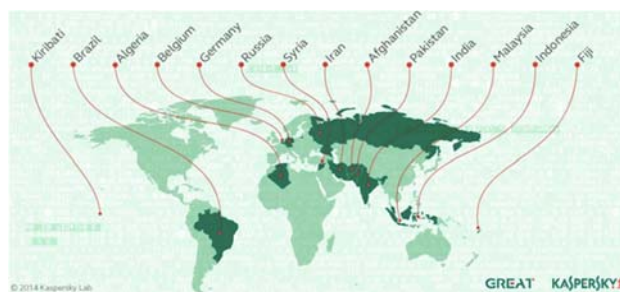 Kiribati
Brazil
Algeria
Belgium
Germany
Russia
Syria
Iran
Afghanistan
Pakistan
India
Malaysia
Indonesia
Fiji
© 2014 Kaspersky Lab
GREAT KASPERSKY